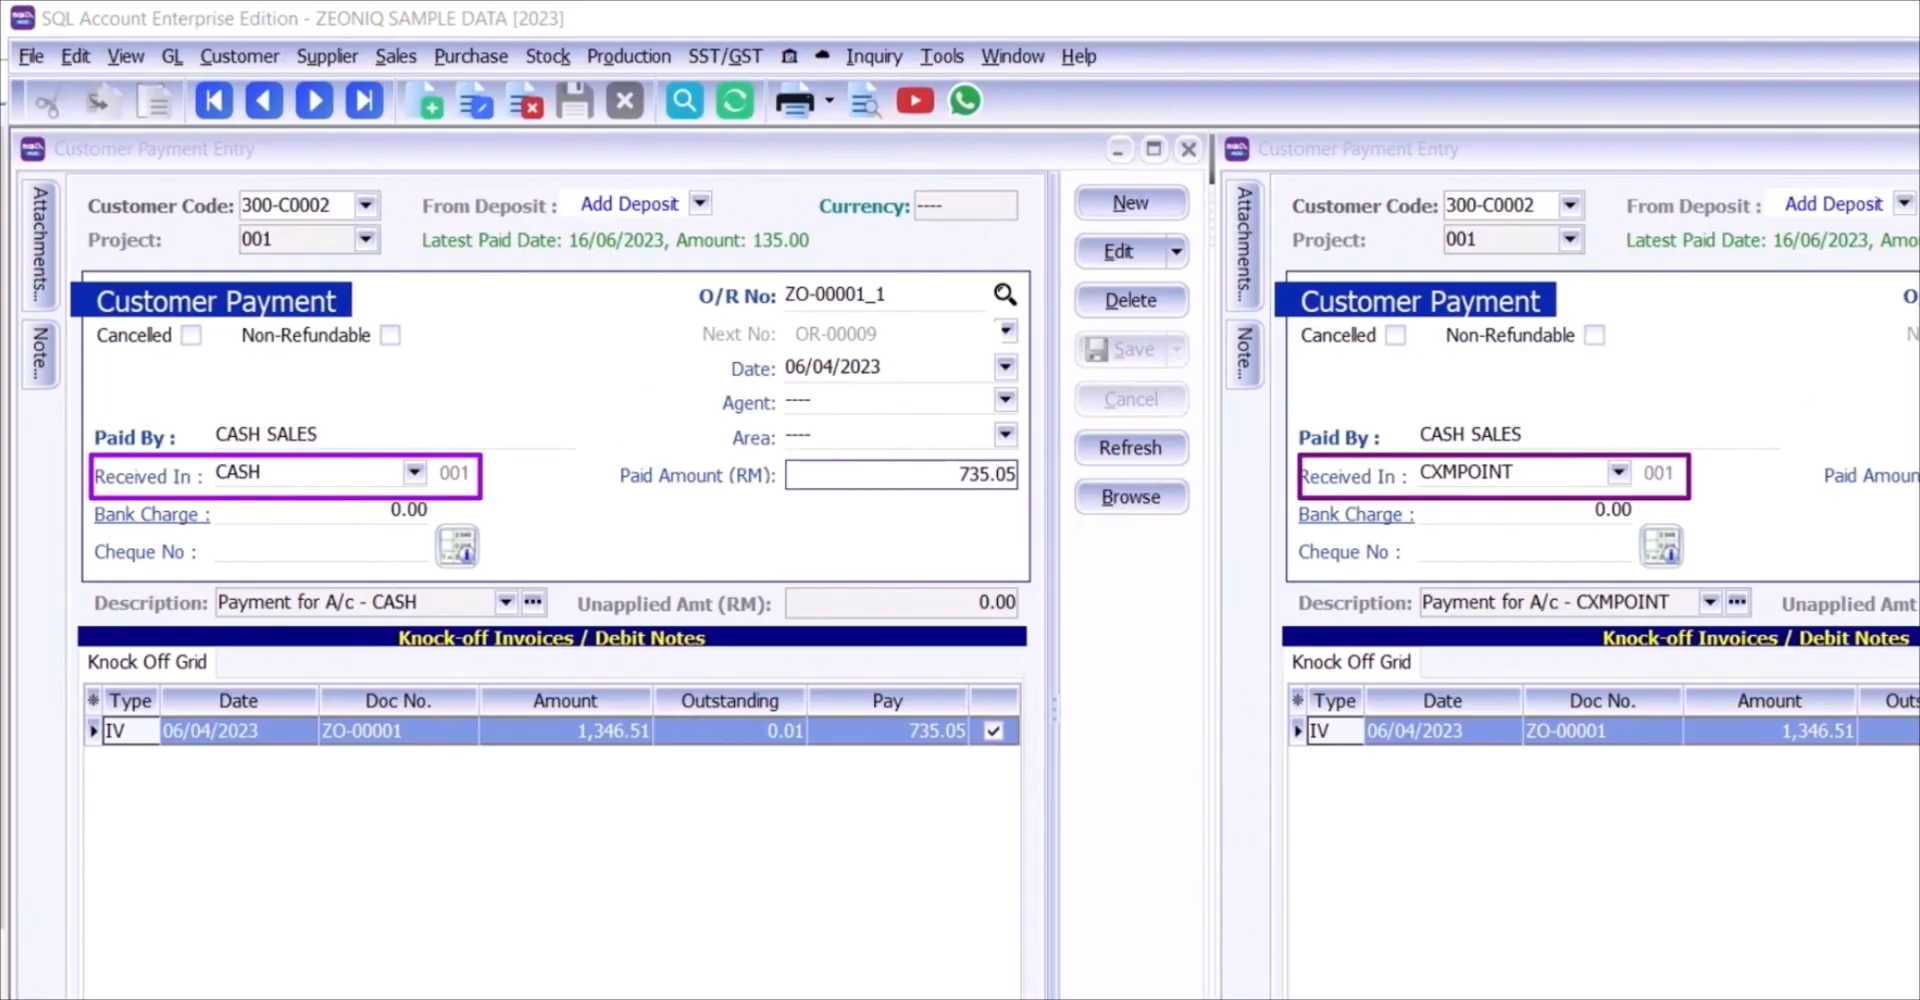 SQL Account Enterprise Edition - ZEONIQ SAMPLE DATA [2023]
File Edit View GL Customer Supplier Sales Purchase Stock Production SST/GST Inquiry Tools Window Help
Customer Payment Entry
Attachments...
Note...
Customer Code: 300-C0002
From Deposit : Add Deposit
Currency: ----
Project: 001
Latest Paid Date: 16/06/2023, Amount: 135.00
Customer Payment
O/R No: ZO-00001_1
Cancelled Non-Refundable
Next No: OR-00009
Date: 06/04/2023
Agent: ----
Paid By : CASH SALES
Area: ----
Received In : CASH 001
Paid Amount (RM): 735.05
Bank Charge : 0.00
Cheque No :
Description: Payment for A/c - CASH
Unapplied Amt (RM): 0.00
Knock-off Invoices / Debit Notes
Knock Off Grid
Type Date Doc No. Amount Outstanding Pay
IV 06/04/2023 ZO-00001 1,346.51 0.01 735.05
New
Edit
Delete
Save
Cancel
Refresh
Browse
Customer Payment Entry
Attachments...
Note...
Customer Code: 300-C0002
From Deposit : Add Deposit
Project: 001
Latest Paid Date: 16/06/2023, Amo
Customer Payment
O
Cancelled Non-Refundable
N
Paid By : CASH SALES
Received In : CXMPOINT 001
Paid Amoun
Bank Charge : 0.00
Cheque No :
Description: Payment for A/c - CXMPOINT
Unapplied Amt
Knock-off Invoices / Debit Notes
Knock Off Grid
Type Date Doc No. Amount Outs
IV 06/04/2023 ZO-00001 1,346.51